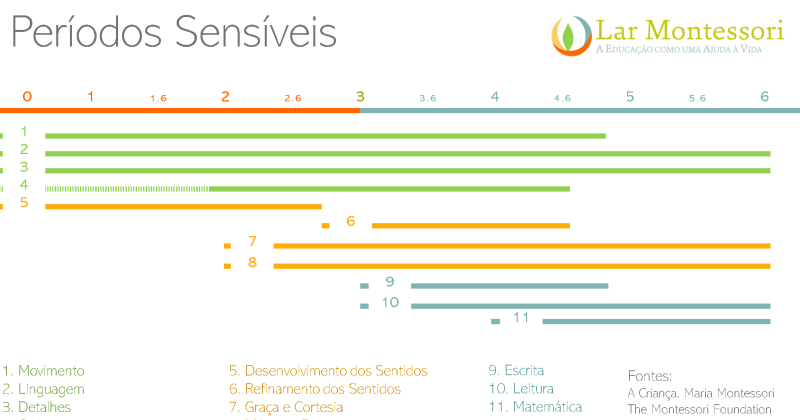 Períodos Sensíveis
Lar Montessori
A Educação como uma Ajuda à Vida
0 1 1.6 2 2.6 3 3.6 4 4.6 5 5.6 6
1
2
3
4
5
6
7
8
9
10
11
1. Movimento
2. Linguagem
3. Detalhes
5. Desenvolvimento dos Sentidos
6. Refinamento dos Sentidos
7. Graça e Cortesia
9. Escrita
10. Leitura
11. Matemática
Fontes:
A Criança, Maria Montessori
The Montessori Foundation